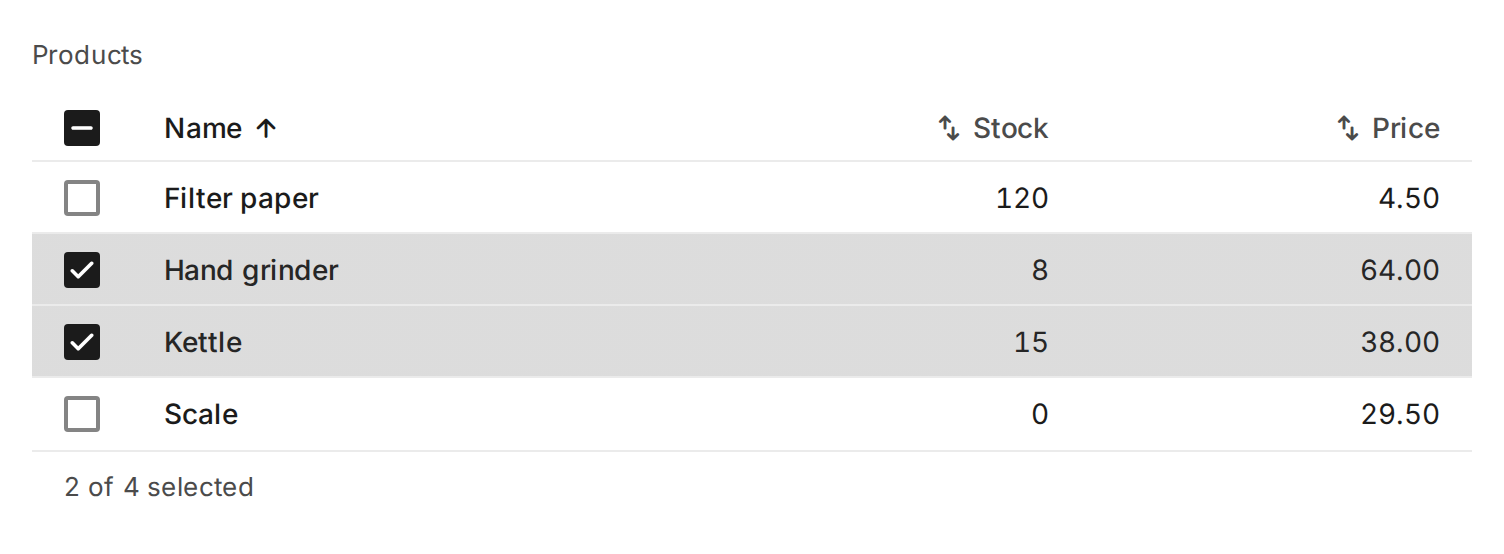 Products
Name Stock Price
Filter paper 120 4.50
Hand grinder 8 64.00
Kettle 15 38.00
Scale 0 29.50
2 of 4 selected